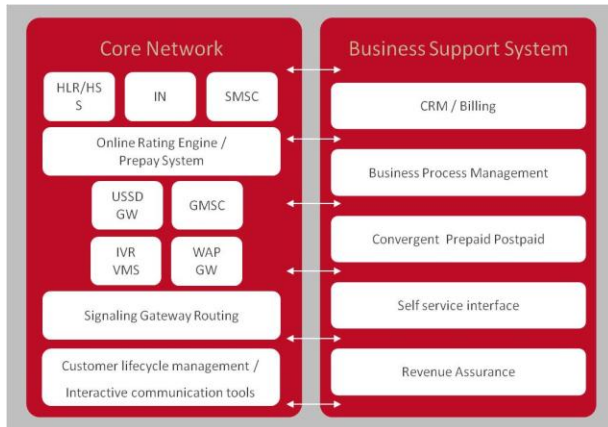 Core Network
HLR/HS
S
IN
SMSC
Online Rating Engine /
Prepay System
USSD
GW
GMSC
IVR
VMS
WAP
GW
Signaling Gateway Routing
Customer lifecycle management /
Interactive communication tools
Business Support System
CRM / Billing
Business Process Management
Convergent Prepaid Postpaid
Self service interface
Revenue Assurance